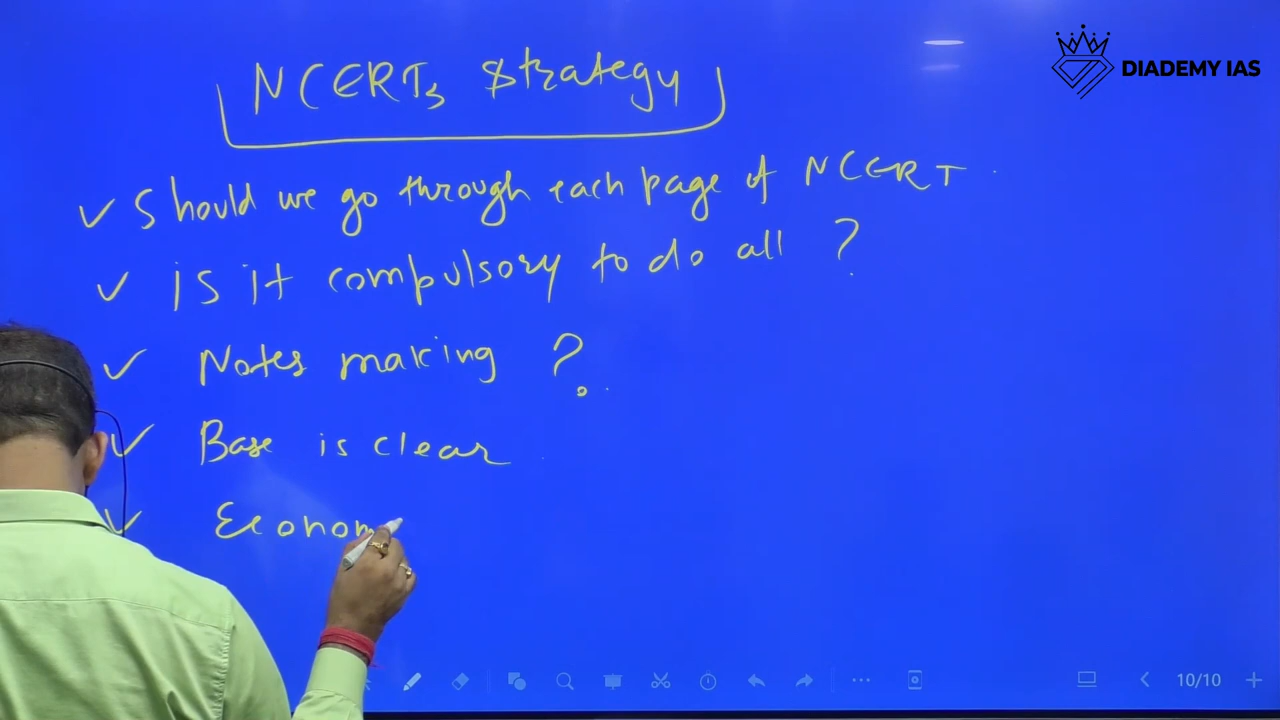 DIADEMY IAS
NCERTs strategy
✓ Should we go through each page of NCERT
✓ is it compulsory to do all ?
✓ Notes making ?
✓ Base is clear
✓ Econom
10/10